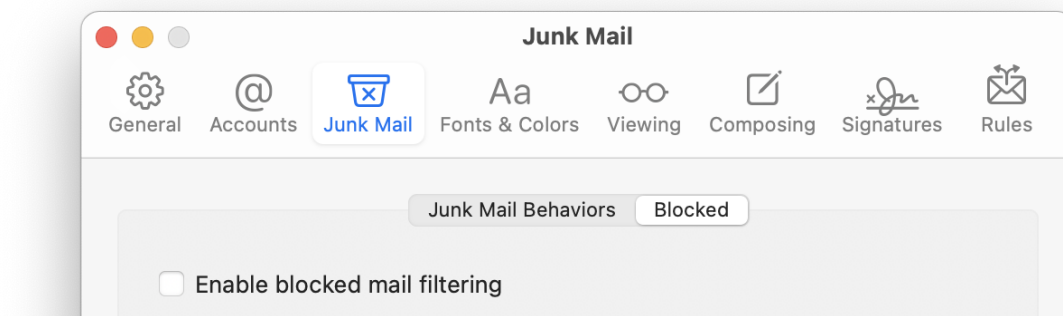 Junk Mail
General Accounts Junk Mail Fonts & Colors Viewing Composing Signatures Rules
Junk Mail Behaviors Blocked
Enable blocked mail filtering